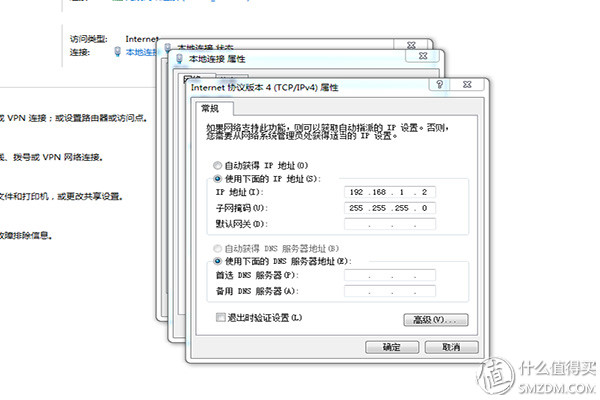 访问类型: Internet
连接: 本地连接
本地连接 状态
本地连接 属性
Internet 协议版本 4 (TCP/IPv4) 属性
常规
如果网络支持此功能，则可以获取自动指派的 IP 设置。否则，
您需要从网络系统管理员处获得适当的 IP 设置。
自动获得 IP 地址(O)
使用下面的 IP 地址(S):
IP 地址(I): 192 .168 . 1 . 2
子网掩码(U): 255 .255 .255 . 0
默认网关(D): . . .
自动获得 DNS 服务器地址(B)
使用下面的 DNS 服务器地址(E):
首选 DNS 服务器(P): . . .
备用 DNS 服务器(A): . . .
退出时验证设置(L)
高级(V)...
确定
取消
或 VPN 连接；或设置路由器或访问点。
线、拨号或 VPN 网络连接。
文件和打印机，或更改共享设置。
故障排除信息。
值
什么值得买
SMZDM.COM